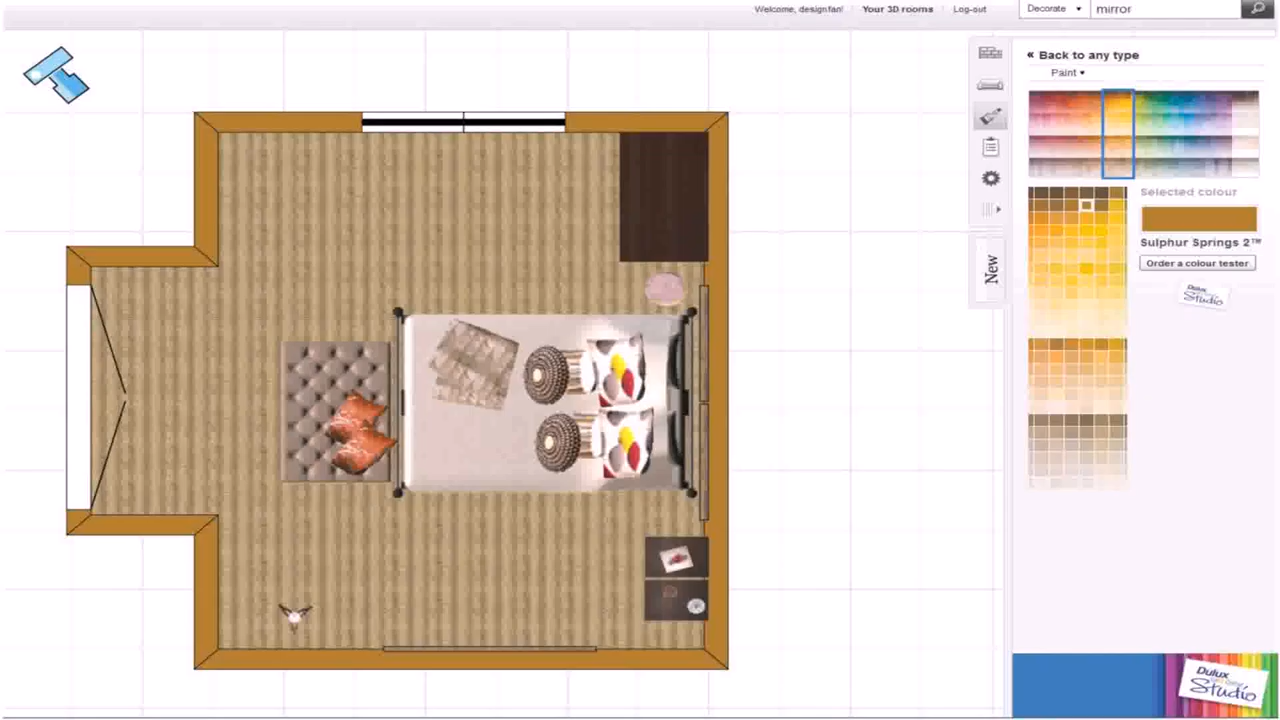 Welcome, designfan! Your 3D rooms Log-out Decorate mirror
« Back to any type
Paint
Selected colour
Sulphur Springs 2™
Order a colour tester
Dulux
Studio
New
Dulux
Studio